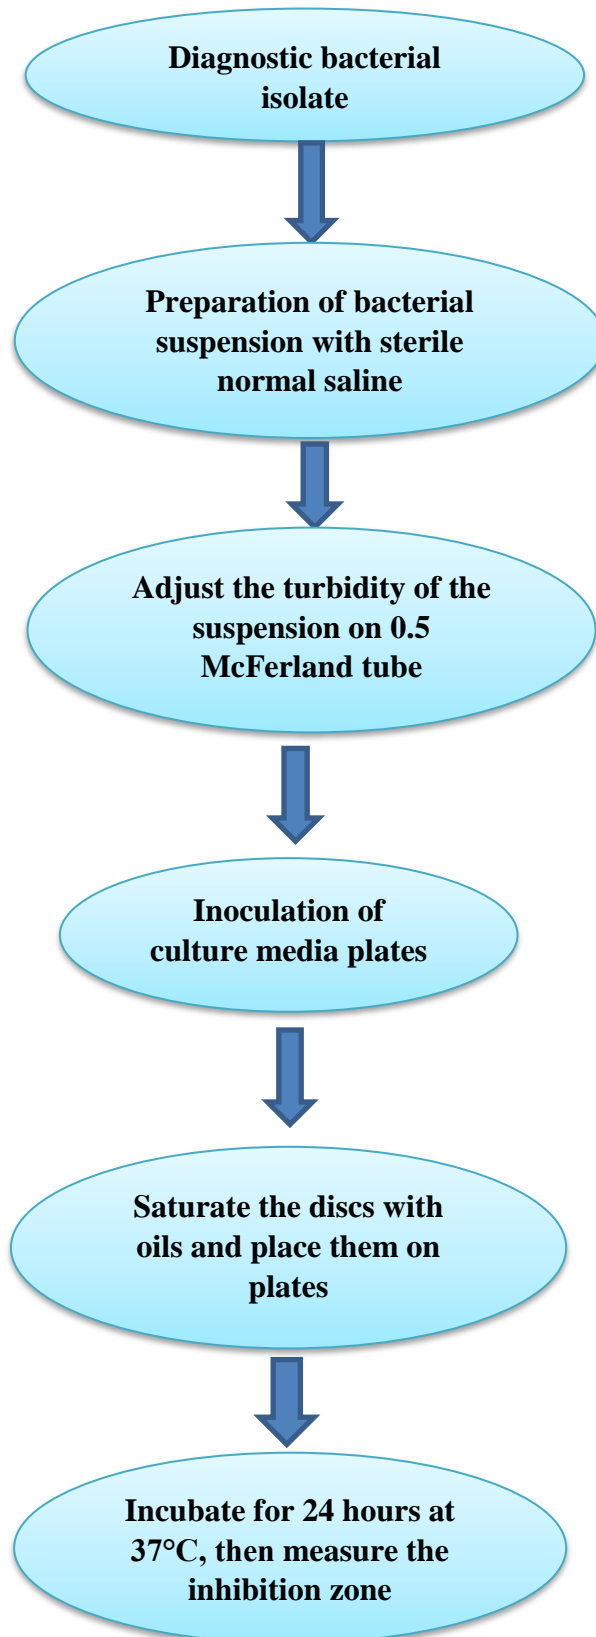 Diagnostic bacterial
isolate
Preparation of bacterial
suspension with sterile
normal saline
Adjust the turbidity of the
suspension on 0.5
McFerland tube
Inoculation of
culture media plates
Saturate the discs with
oils and place them on
plates
Incubate for 24 hours at
37°C, then measure the
inhibition zone